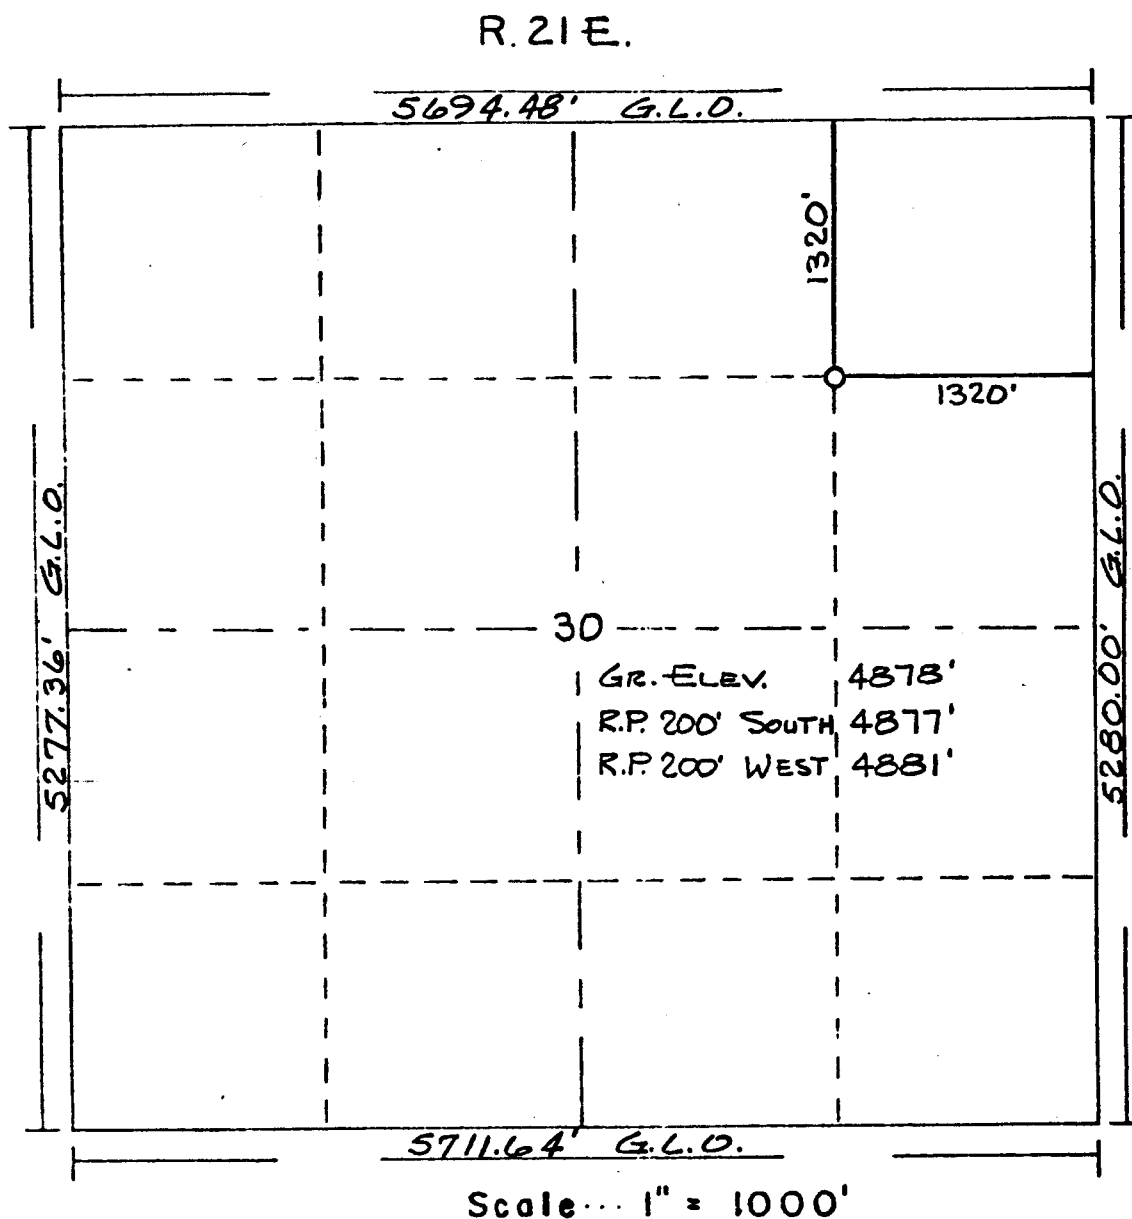 R. 21 E.
5694.48' G.L.O.
1320'
1320'
5277.36' G.L.O.
5280.00' G.L.O.
30
GR. ELEV. 4878'
R.P. 200' SOUTH 4877'
R.P. 200' WEST 4881'
5711.64' G.L.O.
Scale... 1" = 1000'